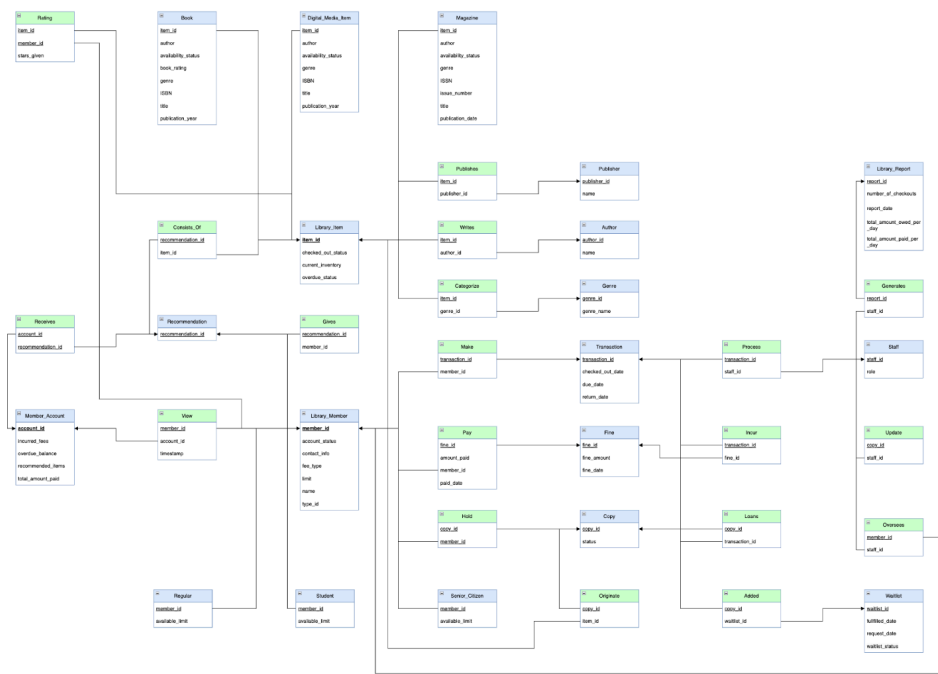 Rating
item_id
member_id
stars_given
Book
item_id
author
availability_status
book_rating
genre
ISBN
title
publication_year
Digital_Media_Item
item_id
author
availability_status
genre
ISBN
title
publication_year
Magazine
item_id
author
availability_status
genre
ISSN
issue_number
title
publication_date
Publishes
item_id
publisher_id
Publisher
publisher_id
name
Library_Report
report_id
number_of_checkouts
report_date
total_amount_owed_per
_day
total_amount_paid_per
_day
Consists_Of
recommendation_id
item_id
Library_Item
item_id
checked_out_status
current_inventory
overdue_status
Writes
item_id
author_id
Author
author_id
name
Categorize
item_id
genre_id
Genre
genre_id
genre_name
Generates
report_id
staff_id
Receives
account_id
recommendation_id
Recommendation
recommendation_id
Gives
recommendation_id
member_id
Make
transaction_id
member_id
Transaction
transaction_id
checked_out_date
due_date
return_date
Process
transaction_id
staff_id
Staff
staff_id
role
Member_Account
account_id
incurred_fees
overdue_balance
recommended_items
total_amount_paid
View
member_id
account_id
timestamp
Library_Member
member_id
account_status
contact_info
fee_type
limit
name
type_id
Pay
fine_id
amount_paid
member_id
paid_date
Fine
fine_id
fine_amount
fine_date
Incur
transaction_id
fine_id
Update
copy_id
staff_id
Hold
copy_id
member_id
Copy
copy_id
status
Loans
copy_id
transaction_id
Oversees
member_id
staff_id
Regular
member_id
available_limit
Student
member_id
available_limit
Senior_Citizen
member_id
available_limit
Originate
copy_id
item_id
Added
copy_id
waitlist_id
Waitlist
waitlist_id
fullfilled_date
request_date
waitlist_status